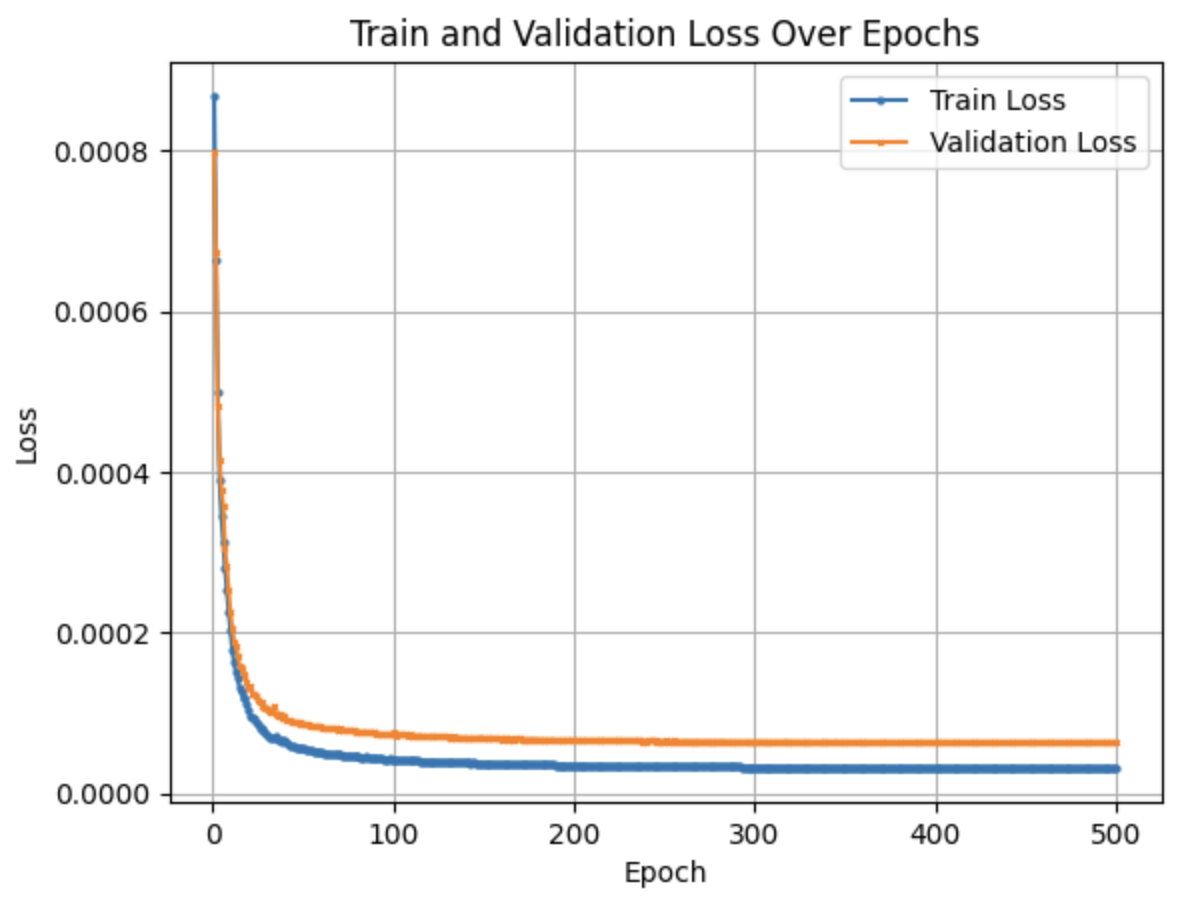 Train and Validation Loss Over Epochs
Train Loss
Validation Loss
0.0008
0.0006
0.0004
0.0002
0.0000
Loss
0 100 200 300 400 500
Epoch